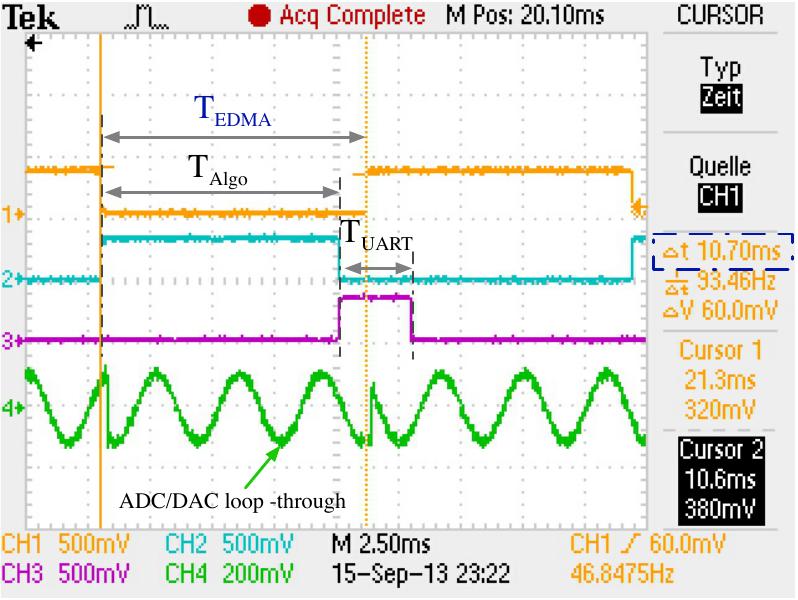 Tek Acq Complete M Pos: 20.10ms CURSOR
Typ
Zeit
T EDMA
Quelle
CH1
T Algo
1
T UART
Δt 10.70ms
2
1/Δt 93.46Hz
ΔV 60.0mV
3
Cursor 1
21.3ms
320mV
4
Cursor 2
10.6ms
380mV
ADC/DAC loop -through
CH1 500mV CH2 500mV M 2.50ms CH1 60.0mV
CH3 500mV CH4 200mV 15-Sep-13 23:22 46.8475Hz